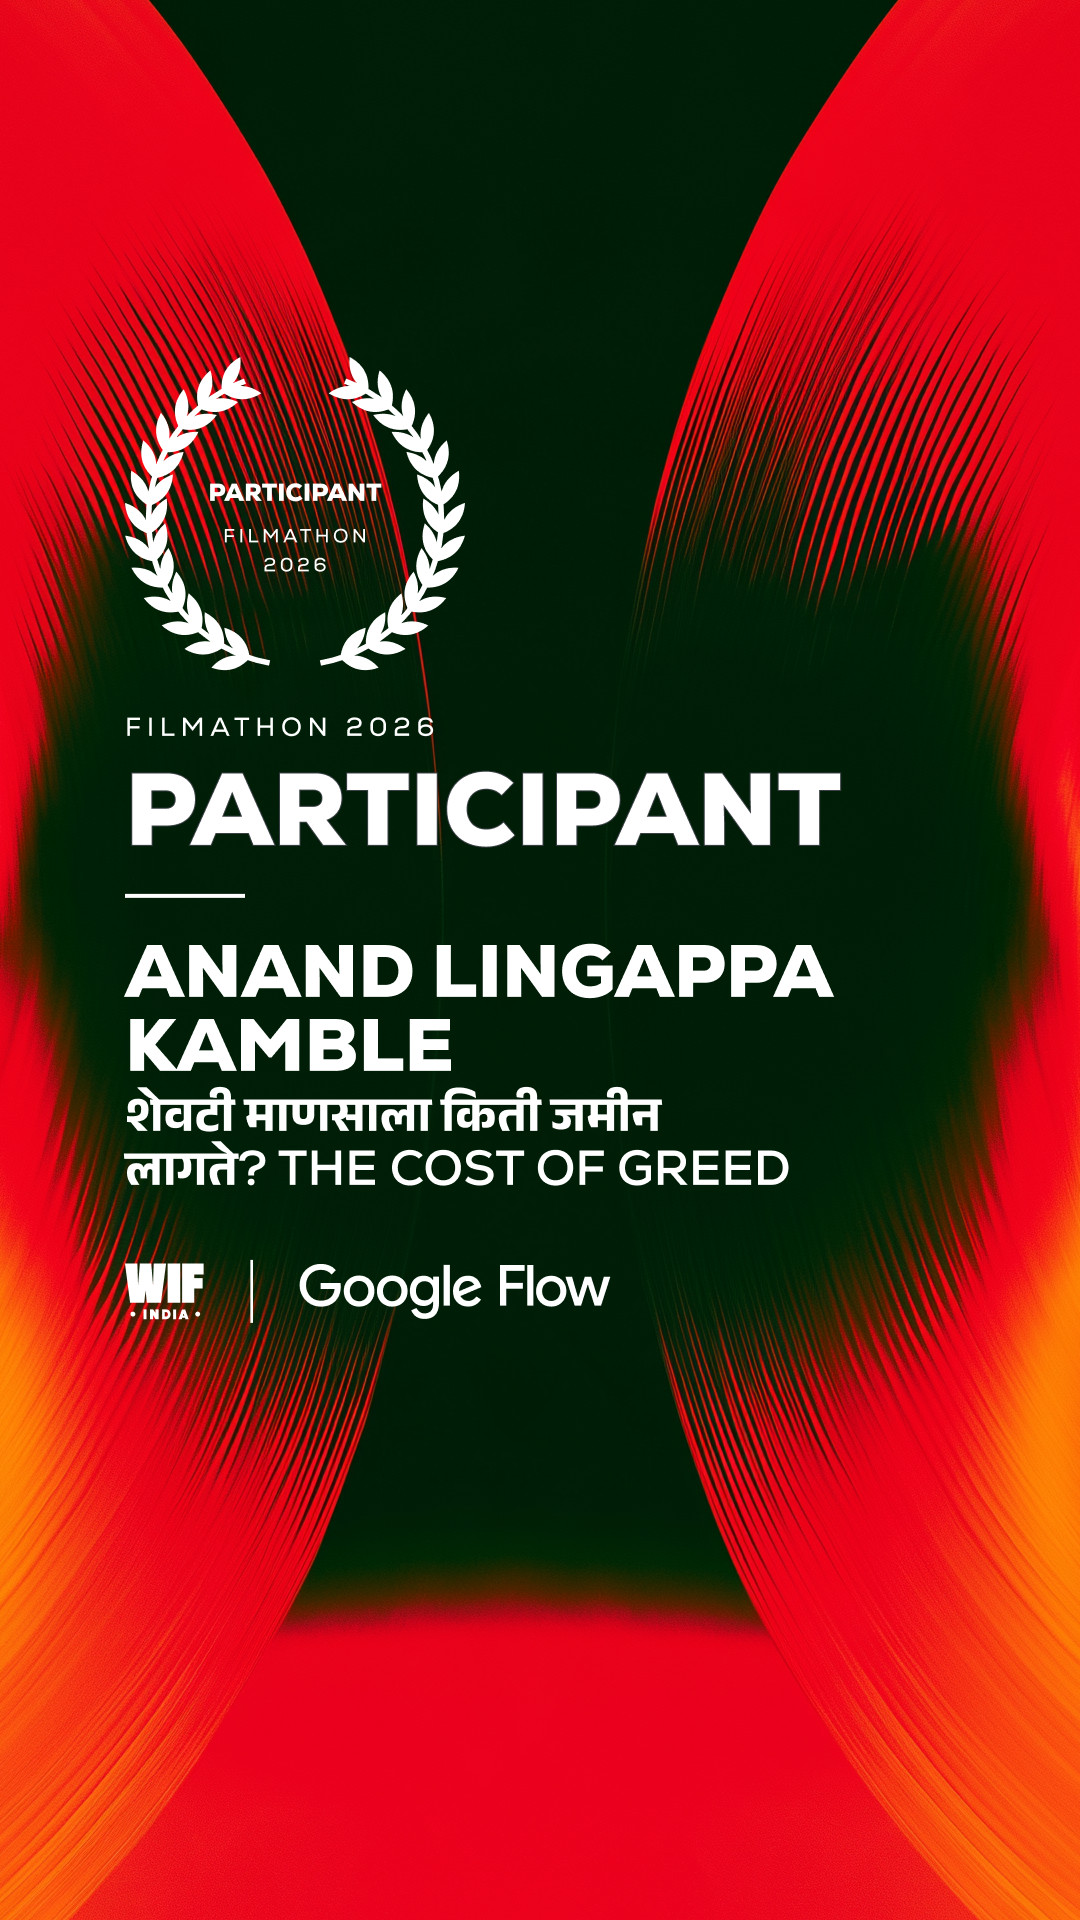 PARTICIPANT
FILMATHON
2026
FILMATHON 2026
PARTICIPANT
ANAND LINGAPPA
KAMBLE
शेवटी माणसाला किती जमीन
लागते? THE COST OF GREED
WIF
• INDIA •
Google Flow